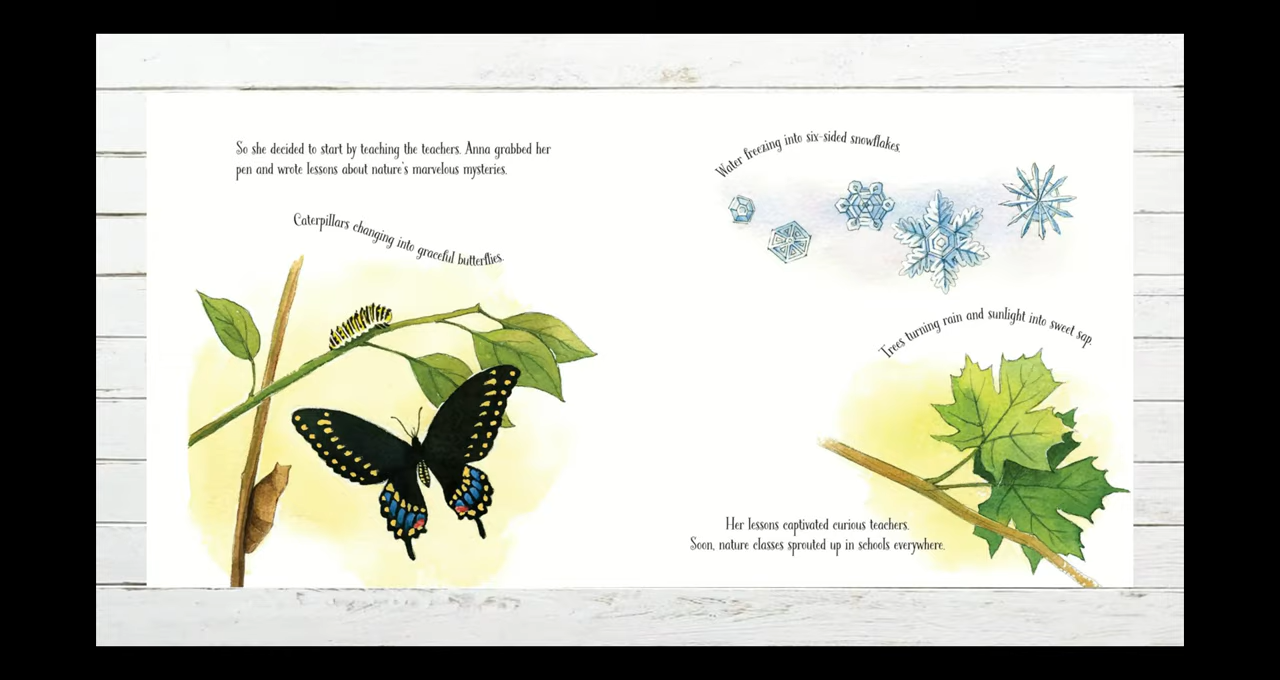 So she decided to start by teaching the teachers. Anna grabbed her
pen and wrote lessons about nature's marvelous mysteries.
Caterpillars changing into graceful butterflies.
Water freezing into six-sided snowflakes.
Trees turning rain and sunlight into sweet sap.
Her lessons captivated curious teachers.
Soon, nature classes sprouted up in schools everywhere.